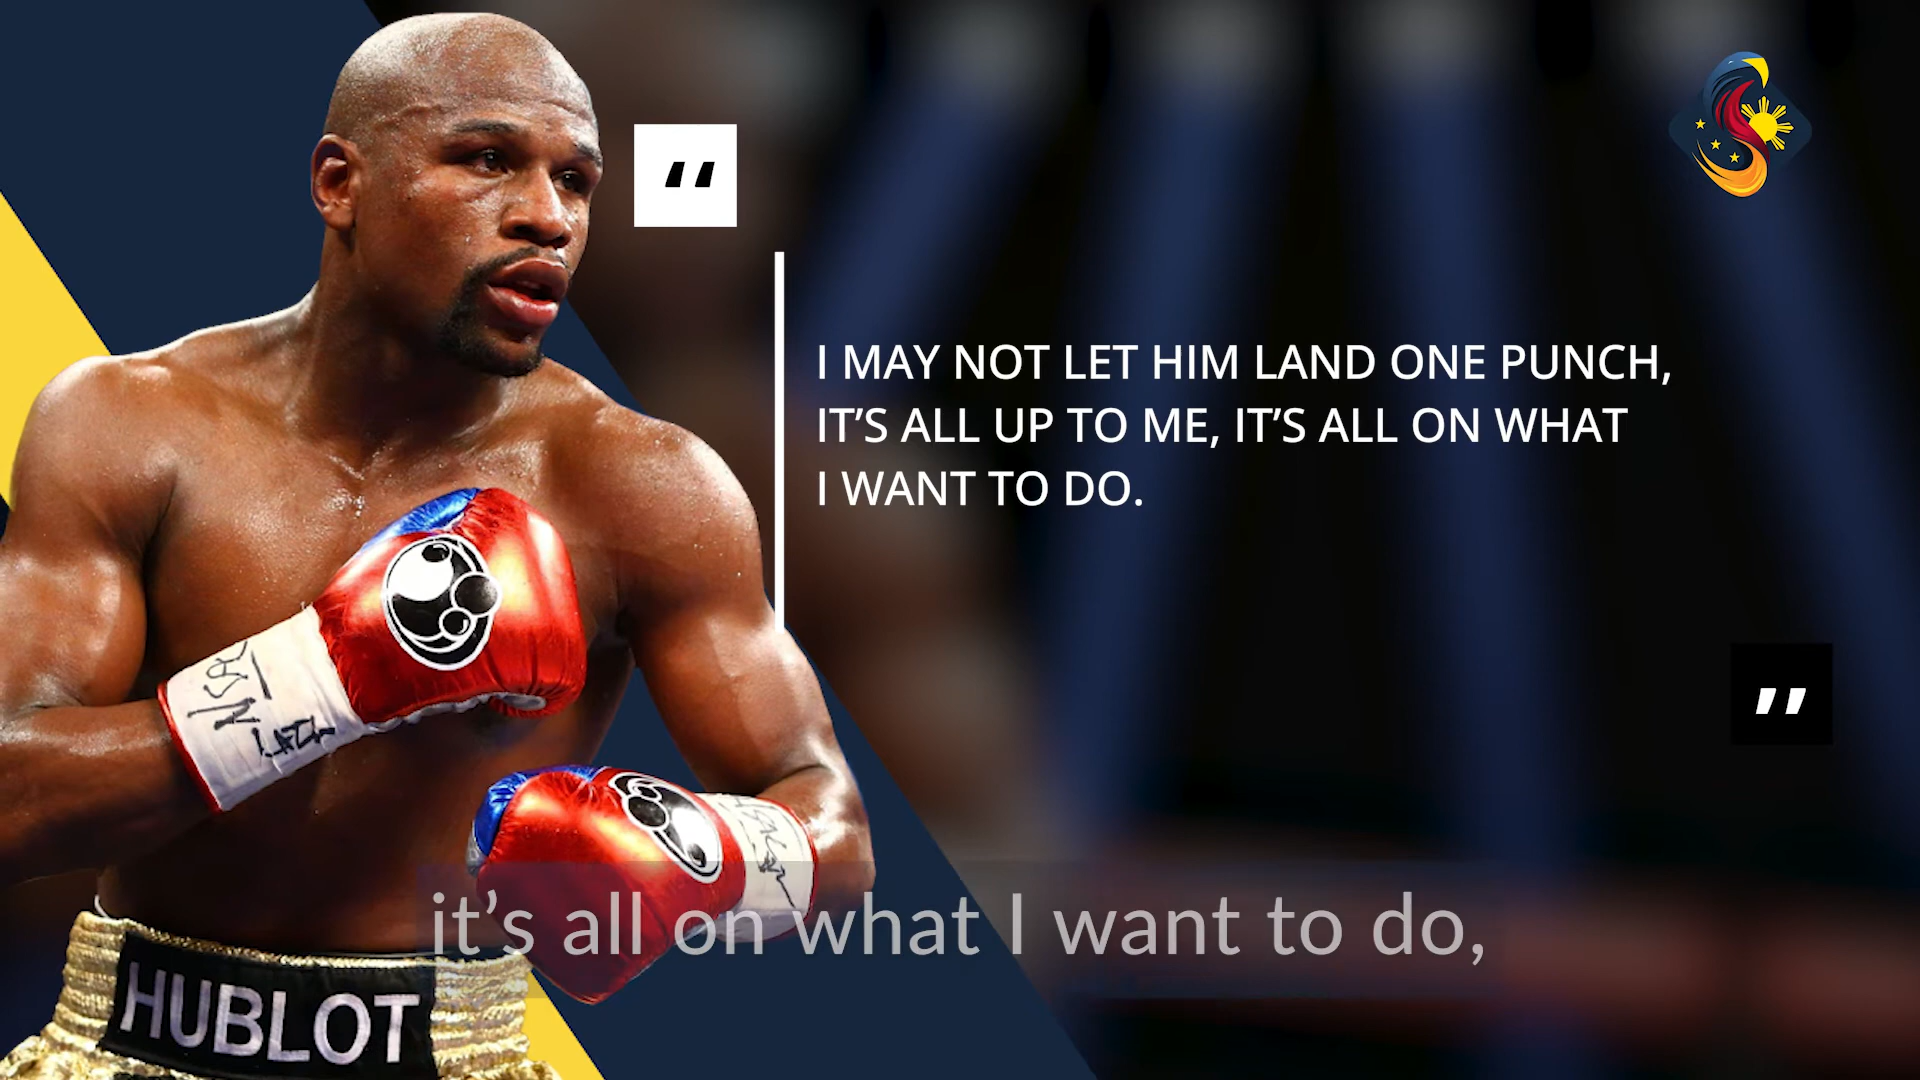 “
I MAY NOT LET HIM LAND ONE PUNCH,
IT’S ALL UP TO ME, IT’S ALL ON WHAT
I WANT TO DO.
”
it’s all on what I want to do,
HUBLOT